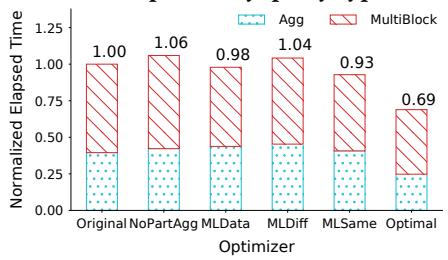 Agg MultiBlock
Normalized Elapsed Time
1.25
1.00
0.75
0.50
0.25
0.00
1.00 1.06 0.98 1.04 0.93 0.69
Original NoPartAgg MLData MLDiff MLSame Optimal
Optimizer